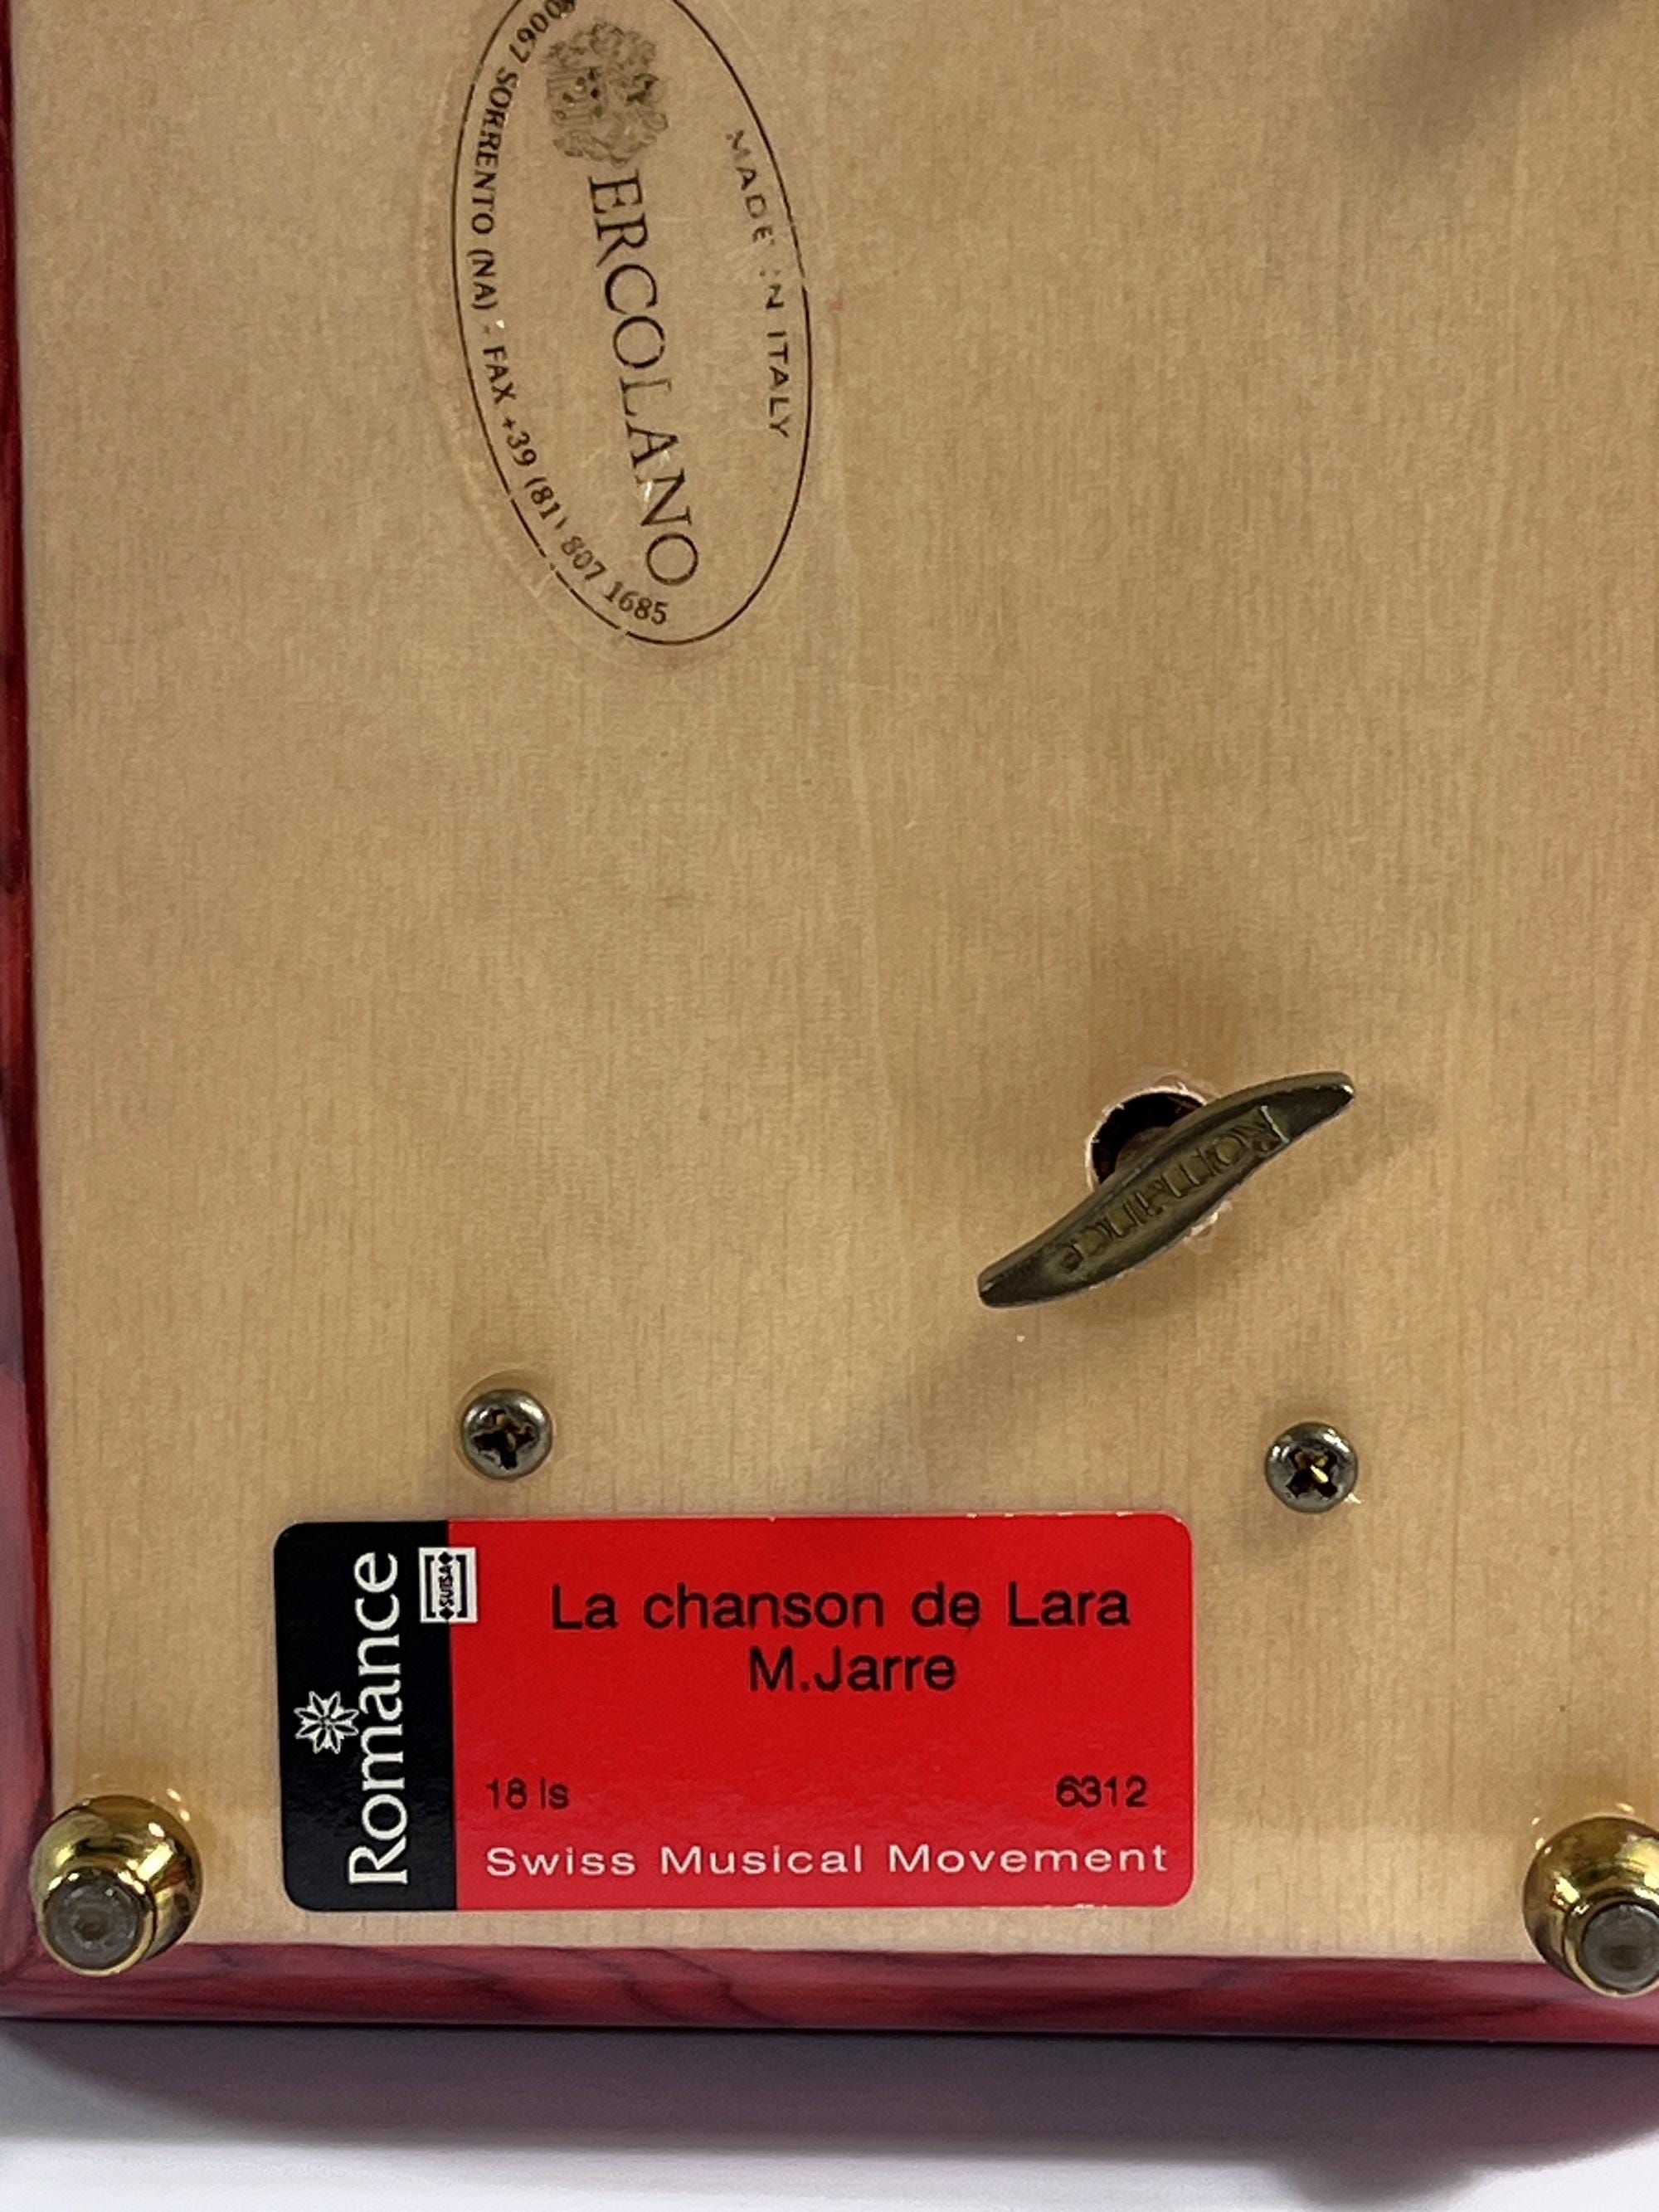 MADE IN ITALY
ERCOLANO
SORRENTO (NA) - FAX +39 (81) 807 1685
Romance
Romance
SUISA
La chanson de Lara
M.Jarre
18 ls 6312
Swiss Musical Movement